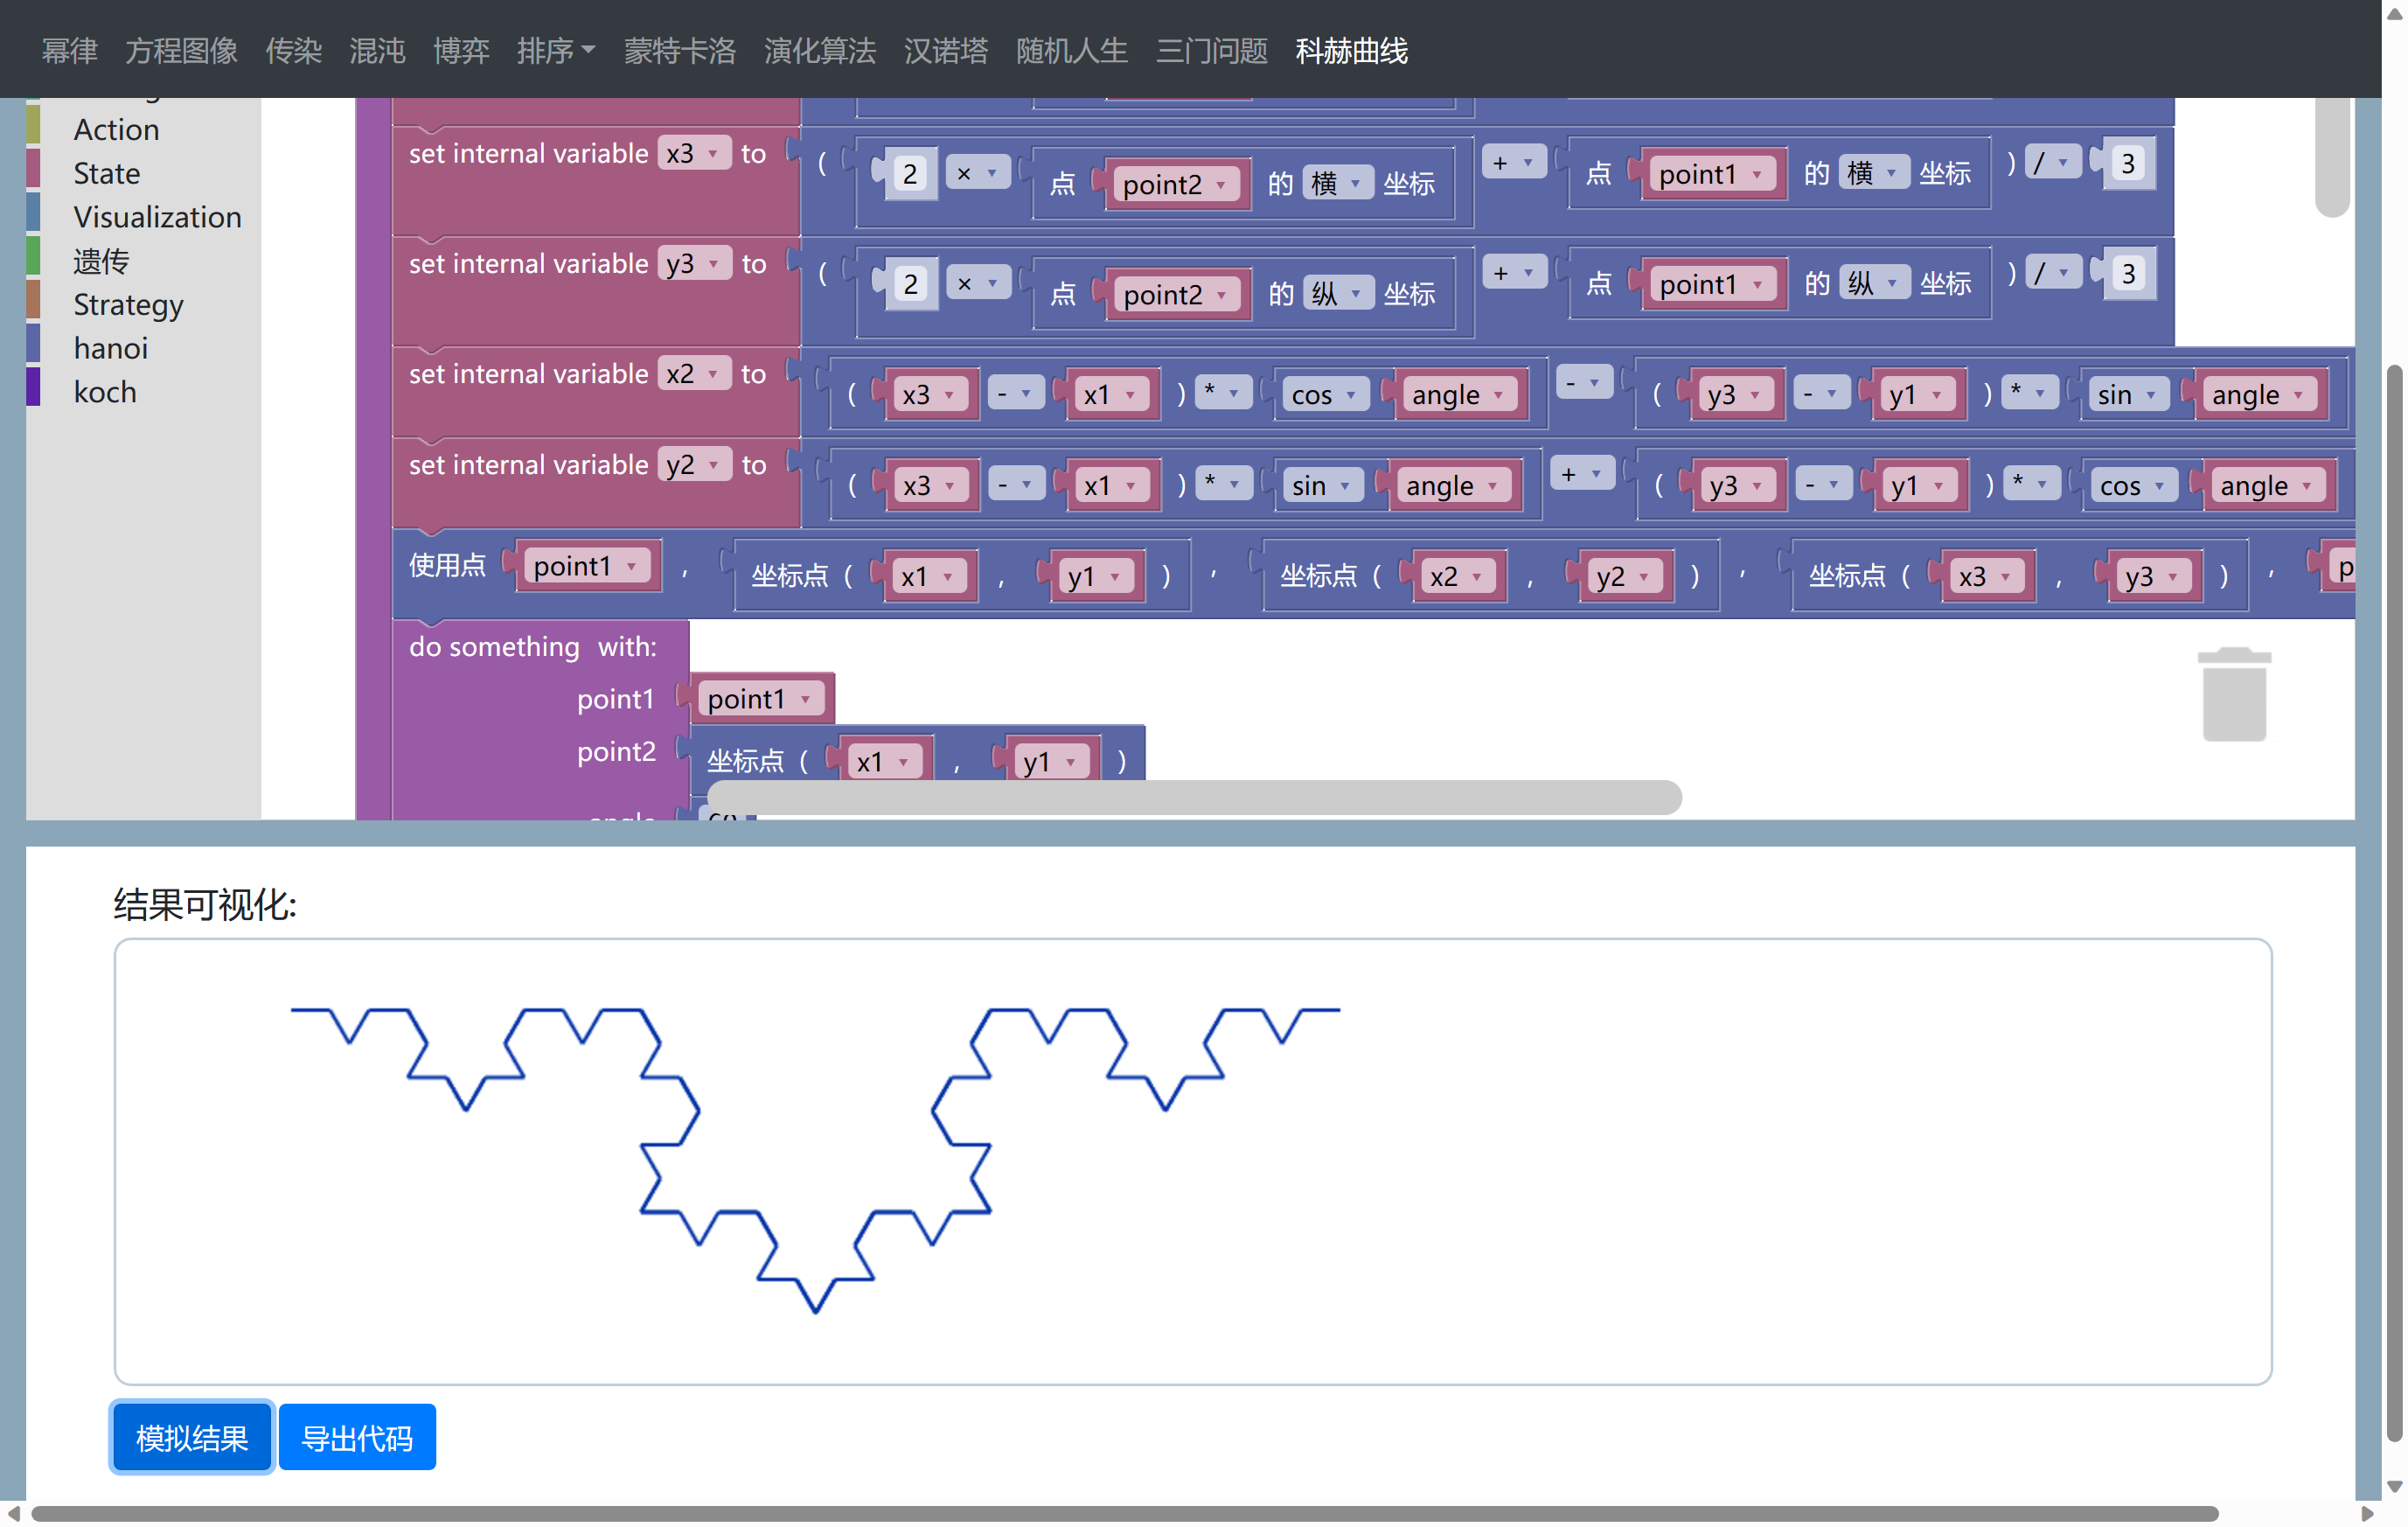 幂律 方程图像 传染 混沌 博弈 排序 蒙特卡洛 演化算法 汉诺塔 随机人生 三门问题 科赫曲线
Action
State
Visualization
遗传
Strategy
hanoi
koch
set internal variable x3 to ( 2 × 点 point2 的 横 坐标 + 点 point1 的 横 坐标 ) / 3
set internal variable y3 to ( 2 × 点 point2 的 纵 坐标 + 点 point1 的 纵 坐标 ) / 3
set internal variable x2 to ( x3 - x1 ) * cos angle - ( y3 - y1 ) * sin angle
set internal variable y2 to ( x3 - x1 ) * sin angle + ( y3 - y1 ) * cos angle
使用点 point1 , 坐标点 ( x1 , y1 ) , 坐标点 ( x2 , y2 ) , 坐标点 ( x3 , y3 ) , p
do something with:
point1 point1
point2 坐标点 ( x1 , y1 )
结果可视化:
模拟结果 导出代码